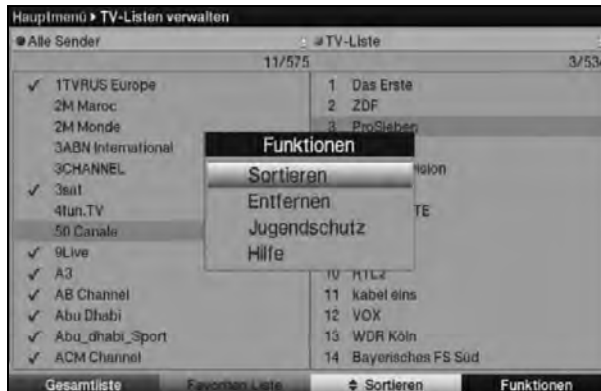 Hauptmenü ▸ TV-Listen verwalten
Alle Sender
TV-Liste
11/575
3/534
✓ 1TVRUS Europe
2M Maroc
2M Monde
3ABN International
3CHANNEL
✓ 3sat
4fun.TV
50 Canale
✓ 9Live
✓ A3
✓ AB Channel
✓ Abu Dhabi
✓ Abu_dhabi_Sport
✓ ACM Channel
1 Das Erste
2 ZDF
3 ProSieben
10 RTL2
11 kabel eins
12 VOX
13 WDR Köln
14 Bayerisches FS Süd
Funktionen
Sortieren
Entfernen
Jugendschutz
Hilfe
Gesamtliste
Favoriten Liste
Sortieren
Funktionen